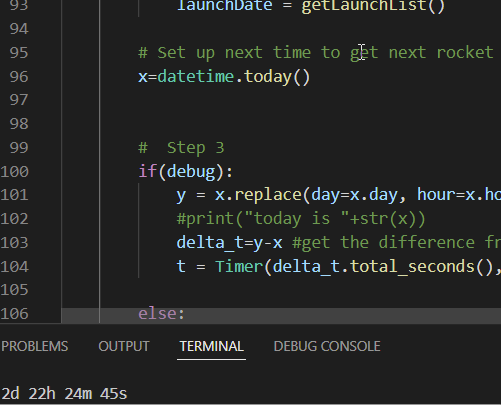 93 launchDate = getLaunchList()
94
95 # Set up next time to get next rocket
96 x=datetime.today()
97
98
99 #  Step 3
100 if(debug):
101 y = x.replace(day=x.day, hour=x.ho
102 #print("today is "+str(x))
103 delta_t=y-x #get the difference fr
104 t = Timer(delta_t.total_seconds(),
105
106 else:
PROBLEMS OUTPUT TERMINAL DEBUG CONSOLE
2d 22h 24m 45s